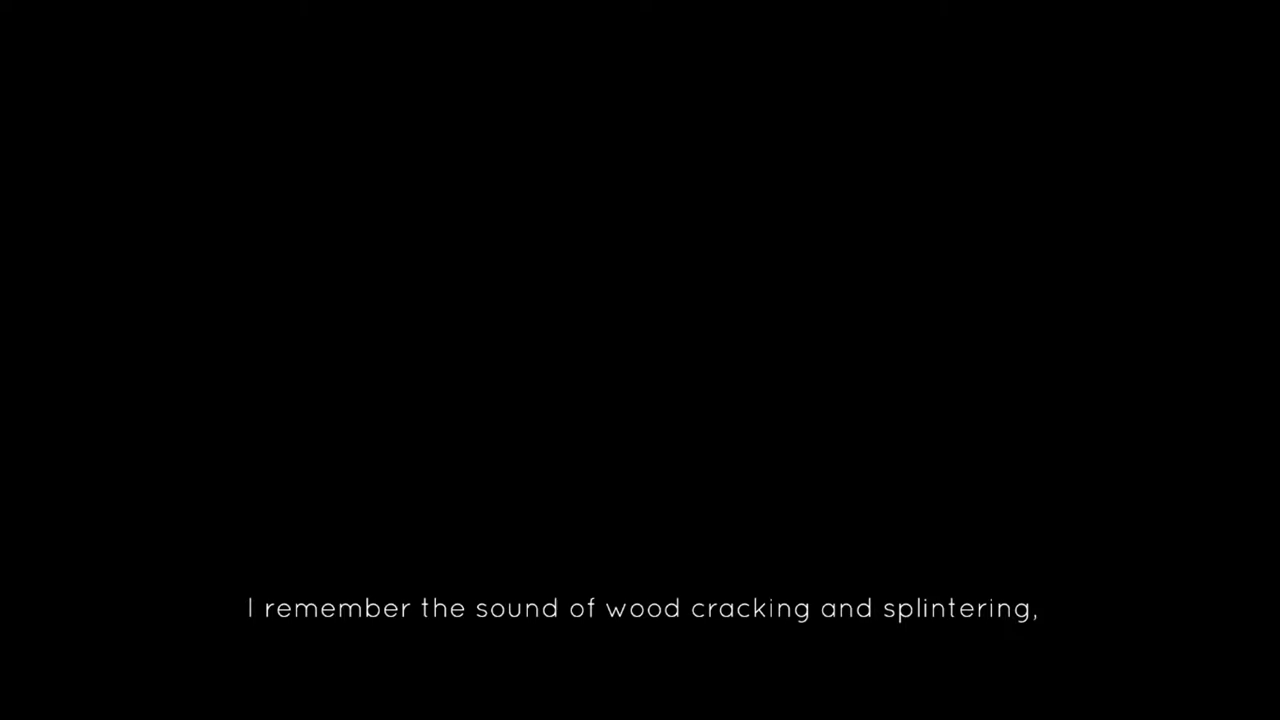 I remember the sound of wood cracking and splintering,